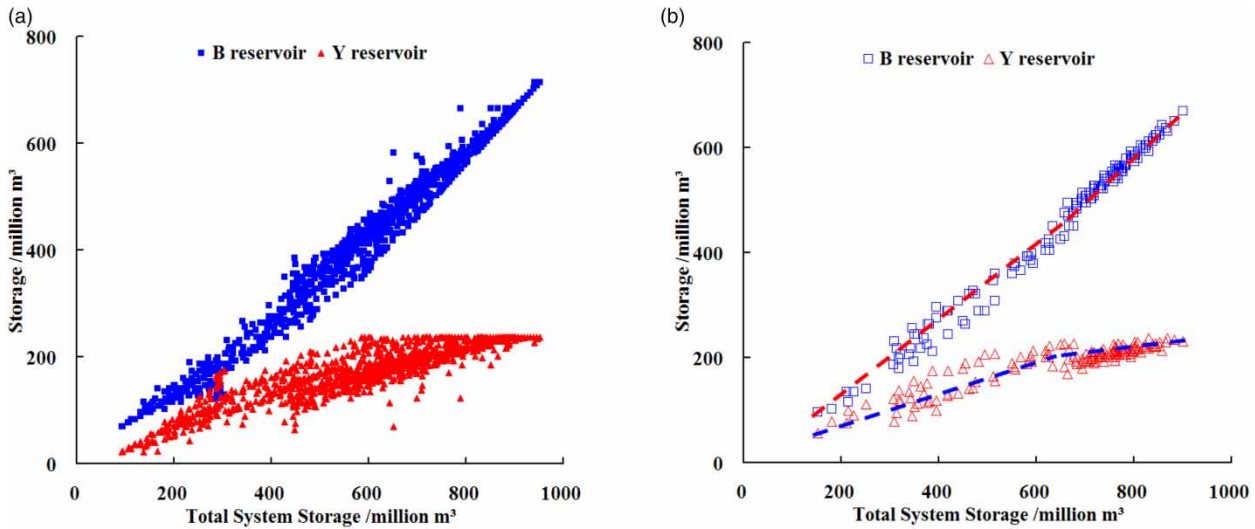 (a)
800
B reservoir Y reservoir
600
400
200
0
Storage /million m³
0 200 400 600 800 1000
Total System Storage /million m³
(b)
800
B reservoir Y reservoir
600
400
200
0
Storage /million m³
0 200 400 600 800 1000
Total System Storage /million m³